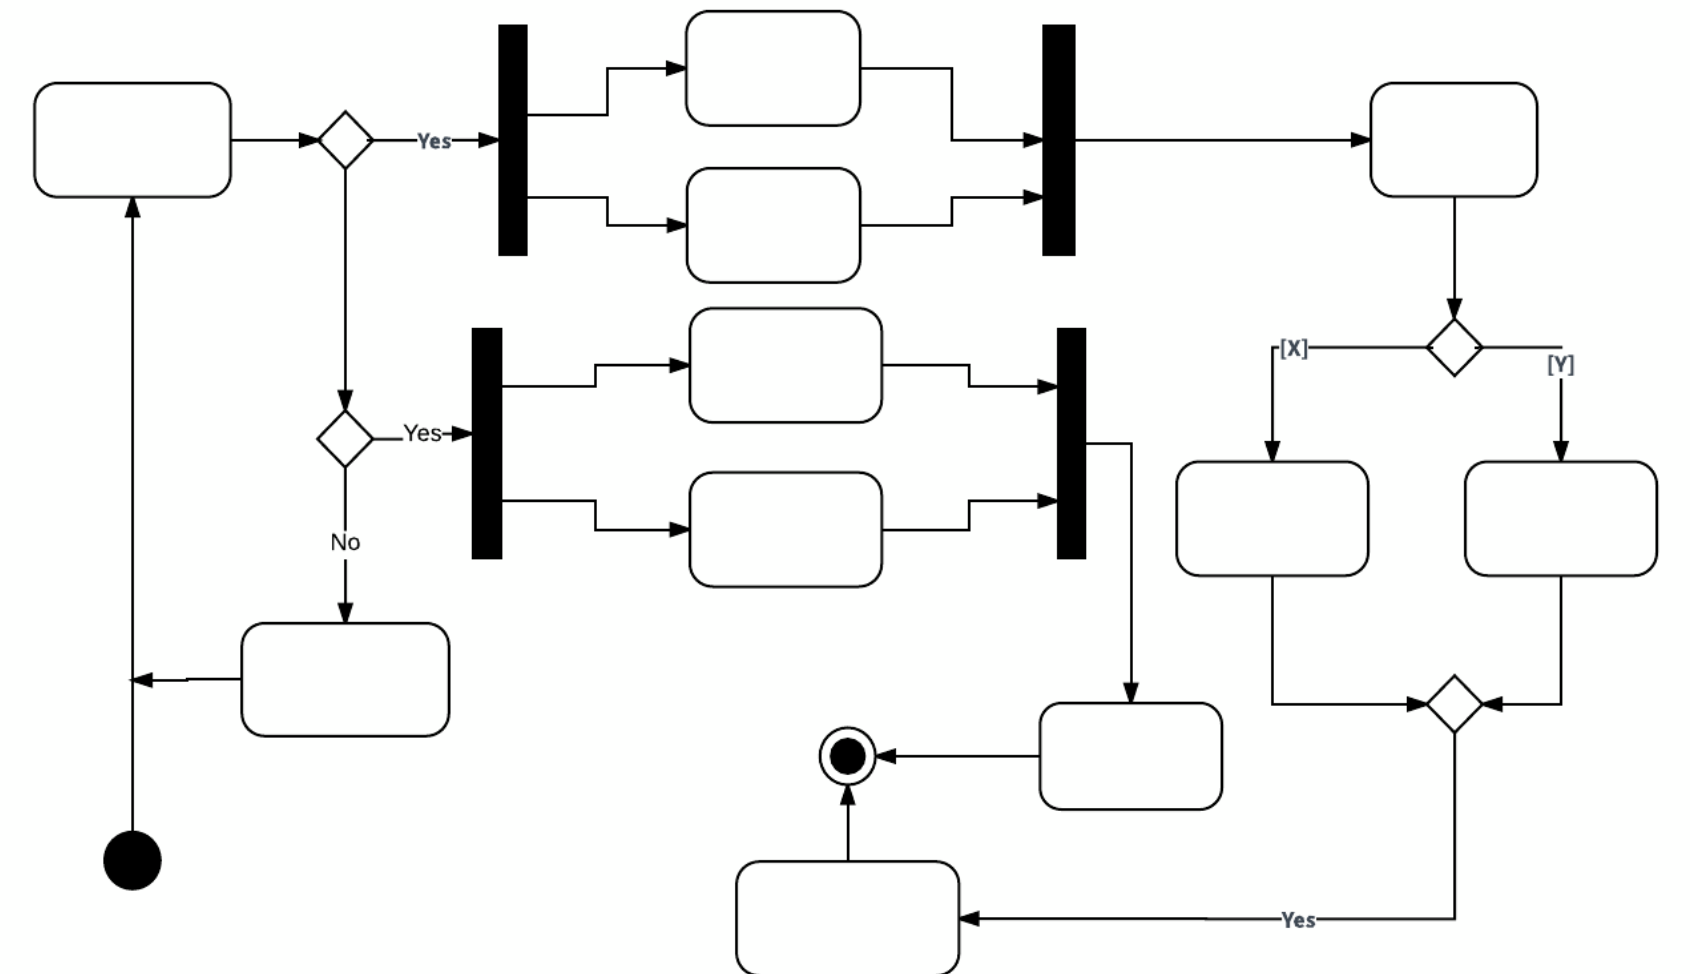 Yes
[X]
[Y]
Yes
No
Yes